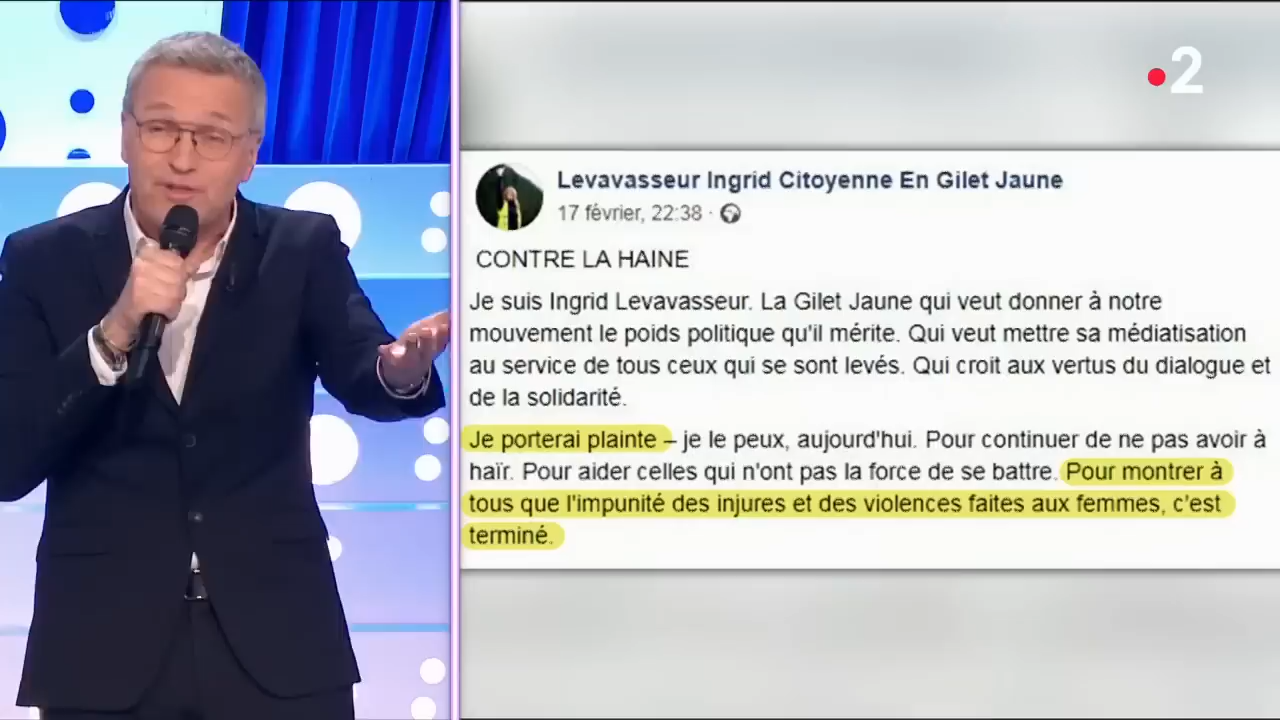 2
Levavasseur Ingrid Citoyenne En Gilet Jaune
17 février, 22:38 ·
CONTRE LA HAINE
Je suis Ingrid Levavasseur. La Gilet Jaune qui veut donner à notre
mouvement le poids politique qu'il mérite. Qui veut mettre sa médiatisation
au service de tous ceux qui se sont levés. Qui croit aux vertus du dialogue et
de la solidarité.
Je porterai plainte – je le peux, aujourd'hui. Pour continuer de ne pas avoir à
haïr. Pour aider celles qui n'ont pas la force de se battre. Pour montrer à
tous que l'impunité des injures et des violences faites aux femmes, c'est
terminé.